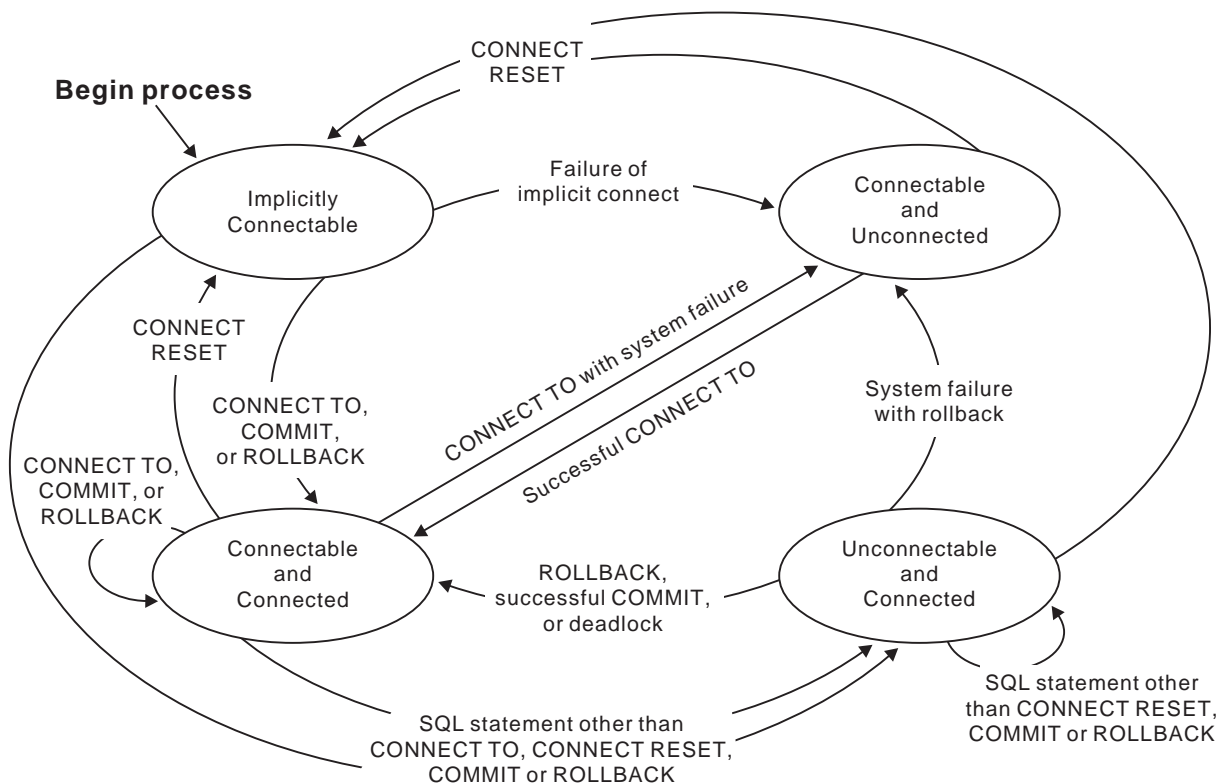 CONNECT
RESET
Begin process
Implicitly
Connectable
Failure of
implicit connect
Connectable
and
Unconnected
CONNECT
RESET
CONNECT TO with system failure
Successful CONNECT TO
System failure
with rollback
CONNECT TO,
COMMIT,
or ROLLBACK
CONNECT TO,
COMMIT, or
ROLLBACK
Connectable
and
Connected
ROLLBACK,
successful COMMIT,
or deadlock
Unconnectable
and
Connected
SQL statement other than
CONNECT TO, CONNECT RESET,
COMMIT or ROLLBACK
SQL statement other
than CONNECT RESET,
COMMIT or ROLLBACK